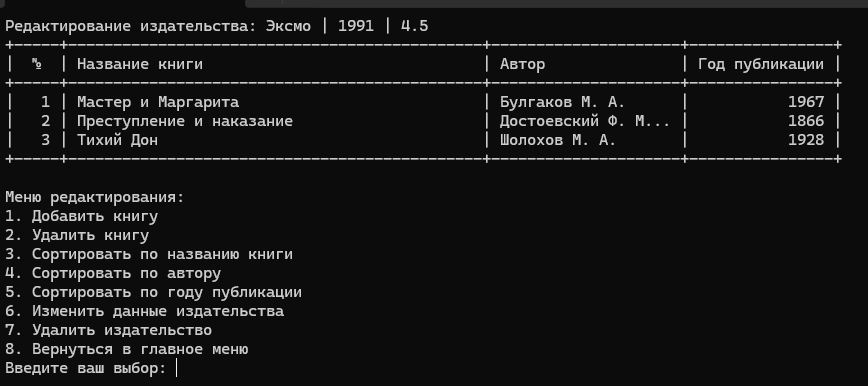 Редактирование издательства: Эксмо | 1991 | 4.5
| № | Название книги | Автор | Год публикации |
| 1 | Мастер и Маргарита | Булгаков М. А. | 1967 |
| 2 | Преступление и наказание | Достоевский Ф. М... | 1866 |
| 3 | Тихий Дон | Шолохов М. А. | 1928 |
Меню редактирования:
1. Добавить книгу
2. Удалить книгу
3. Сортировать по названию книги
4. Сортировать по автору
5. Сортировать по году публикации
6. Изменить данные издательства
7. Удалить издательство
8. Вернуться в главное меню
Введите ваш выбор: